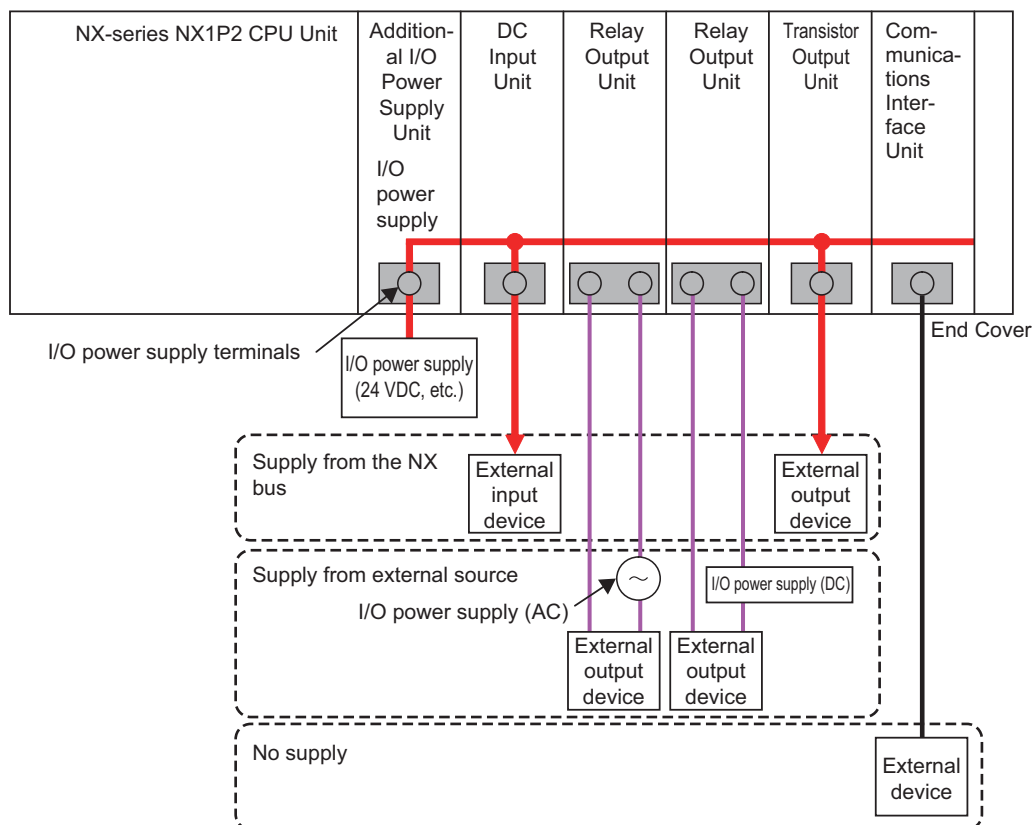 NX-series NX1P2 CPU Unit
Addition-
al I/O
Power
Supply
Unit
I/O
power
supply
DC
Input
Unit
Relay
Output
Unit
Relay
Output
Unit
Transistor
Output
Unit
Com-
munica-
tions
Inter-
face
Unit
End Cover
I/O power supply terminals
I/O power supply
(24 VDC, etc.)
Supply from the NX
bus
External
input
device
External
output
device
Supply from external source
I/O power supply (AC)
~
I/O power supply (DC)
External
output
device
External
output
device
No supply
External
device